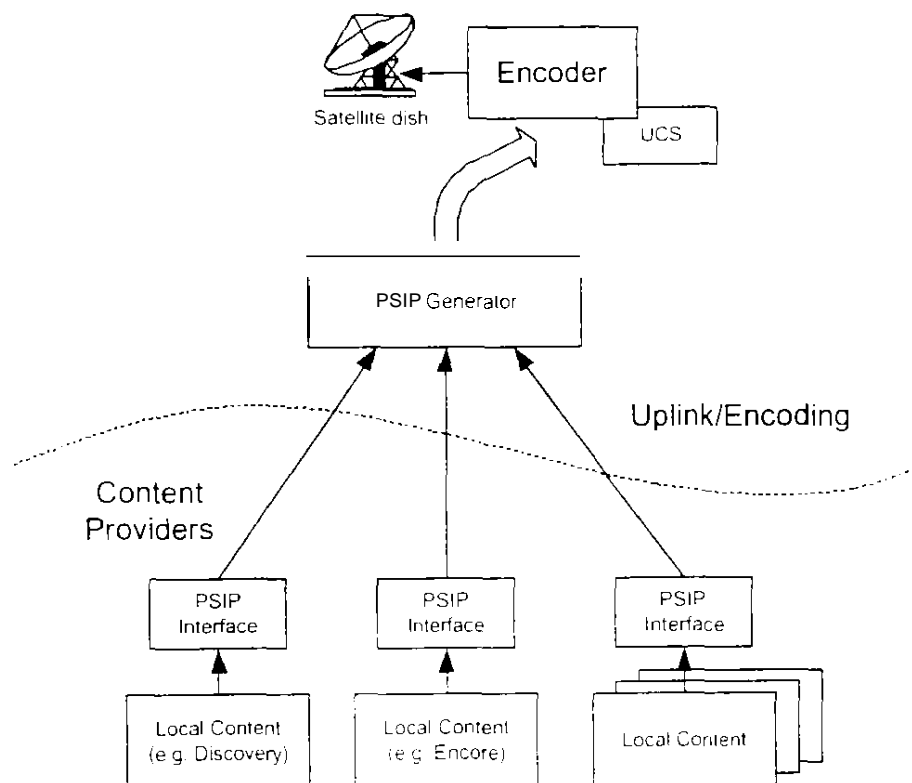 Encoder
Satellite dish
UCS
PSIP Generator
Uplink/Encoding
Content
Providers
PSIP
Interface
PSIP
Interface
PSIP
Interface
Local Content
(e.g. Discovery)
Local Content
(e.g. Encore)
Local Content